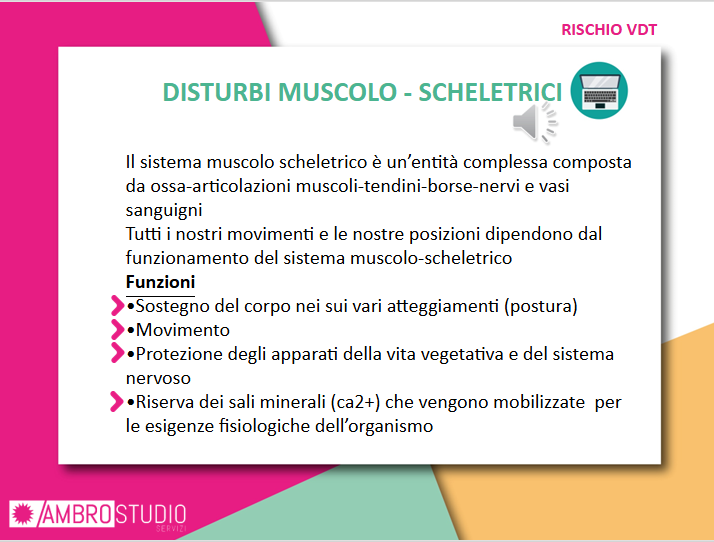 RISCHIO VDT
DISTURBI MUSCOLO - SCHELETRICI
Il sistema muscolo scheletrico è un’entità complessa composta
da ossa-articolazioni muscoli-tendini-borse-nervi e vasi
sanguigni
Tutti i nostri movimenti e le nostre posizioni dipendono dal
funzionamento del sistema muscolo-scheletrico
Funzioni
•Sostegno del corpo nei sui vari atteggiamenti (postura)
•Movimento
•Protezione degli apparati della vita vegetativa e del sistema
nervoso
•Riserva dei sali minerali (ca2+) che vengono mobilizzate  per
le esigenze fisiologiche dell’organismo
AMBROSTUDIO
SERVIZI